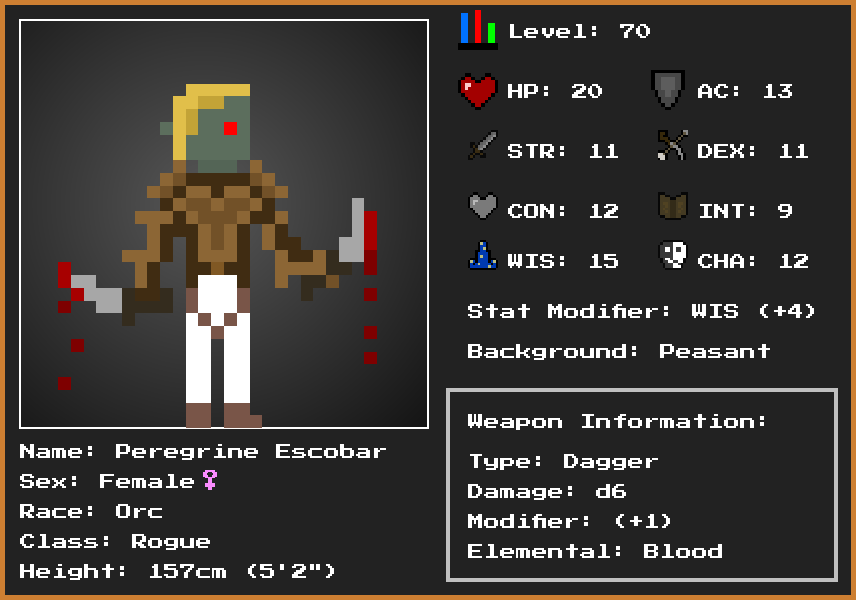 Level: 70
HP: 20 AC: 13
STR: 11 DEX: 11
CON: 12 INT: 9
WIS: 15 CHA: 12
Stat Modifier: WIS (+4)
Background: Peasant
Weapon Information:
Type: Dagger
Damage: d6
Modifier: (+1)
Elemental: Blood
Name: Peregrine Escobar
Sex: Female♀
Race: Orc
Class: Rogue
Height: 157cm (5'2")